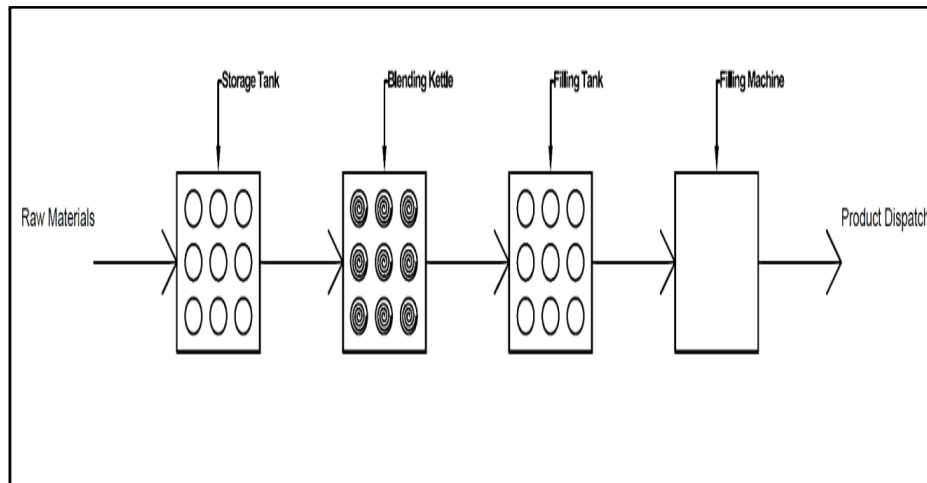 Storage Tank
Blending Kettle
Filling Tank
Filling Machine
Raw Materials
Product Dispatch